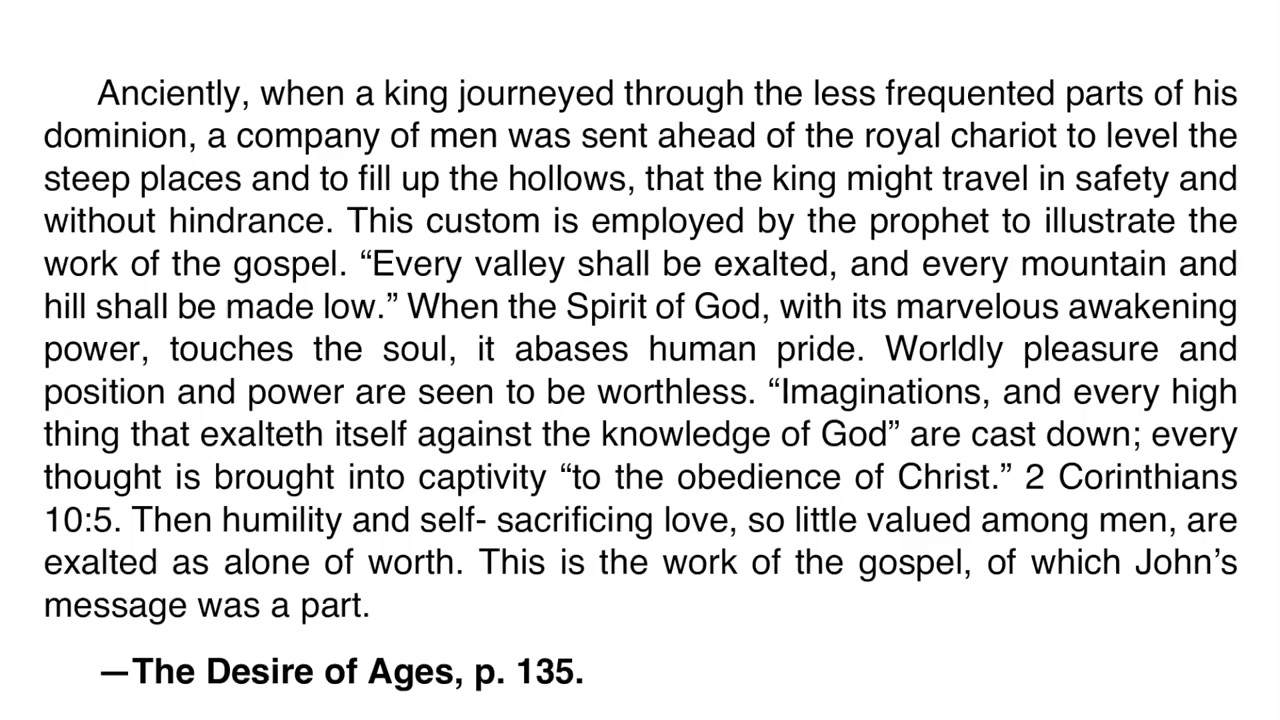 Anciently, when a king journeyed through the less frequented parts of his
dominion, a company of men was sent ahead of the royal chariot to level the
steep places and to fill up the hollows, that the king might travel in safety and
without hindrance. This custom is employed by the prophet to illustrate the
work of the gospel. “Every valley shall be exalted, and every mountain and
hill shall be made low.” When the Spirit of God, with its marvelous awakening
power, touches the soul, it abases human pride. Worldly pleasure and
position and power are seen to be worthless. “Imaginations, and every high
thing that exalteth itself against the knowledge of God” are cast down; every
thought is brought into captivity “to the obedience of Christ.” 2 Corinthians
10:5. Then humility and self- sacrificing love, so little valued among men, are
exalted as alone of worth. This is the work of the gospel, of which John’s
message was a part.
—The Desire of Ages, p. 135.